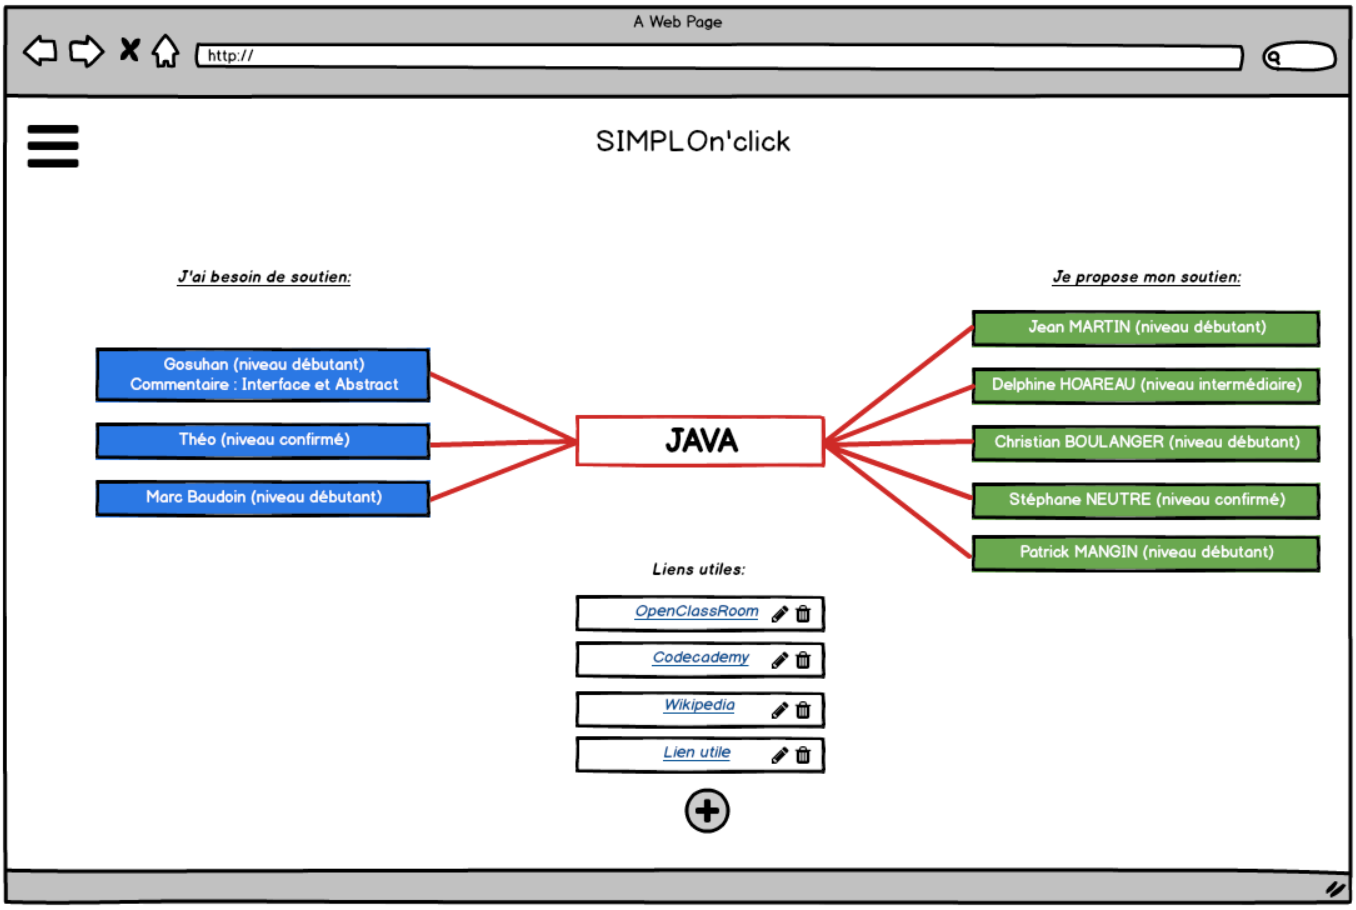 A Web Page
http://
SIMPLOn'click
J'ai besoin de soutien:
Gosuhan (niveau débutant)
Commentaire : Interface et Abstract
Théo (niveau confirmé)
Marc Baudoin (niveau débutant)
JAVA
Je propose mon soutien:
Jean MARTIN (niveau débutant)
Delphine HOAREAU (niveau intermédiaire)
Christian BOULANGER (niveau débutant)
Stéphane NEUTRE (niveau confirmé)
Patrick MANGIN (niveau débutant)
Liens utiles:
OpenClassRoom
Codecademy
Wikipedia
Lien utile